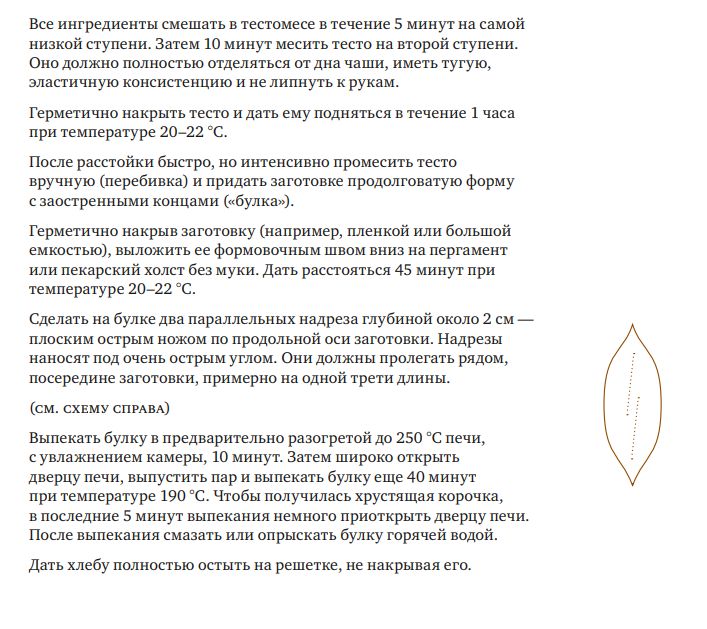 Все ингредиенты смешать в тестомесе в течение 5 минут на самой
низкой ступени. Затем 10 минут месить тесто на второй ступени.
Оно должно полностью отделяться от дна чаши, иметь тугую,
эластичную консистенцию и не липнуть к рукам.
Герметично накрыть тесто и дать ему подняться в течение 1 часа
при температуре 20–22 °C.
После расстойки быстро, но интенсивно промесить тесто
вручную (перебивка) и придать заготовке продолговатую форму
с заостренными концами («булка»).
Герметично накрыв заготовку (например, пленкой или большой
емкостью), выложить ее формовочным швом вниз на пергамент
или пекарский холст без муки. Дать расстояться 45 минут при
температуре 20–22 °C.
Сделать на булке два параллельных надреза глубиной около 2 см —
плоским острым ножом по продольной оси заготовки. Надрезы
наносят под очень острым углом. Они должны пролегать рядом,
посередине заготовки, примерно на одной трети длины.
(СМ. СХЕМУ СПРАВА)
Выпекать булку в предварительно разогретой до 250 °C печи,
с увлажнением камеры, 10 минут. Затем широко открыть
дверцу печи, выпустить пар и выпекать булку еще 40 минут
при температуре 190 °C. Чтобы получилась хрустящая корочка,
в последние 5 минут выпекания немного приоткрыть дверцу печи.
После выпекания смазать или опрыскать булку горячей водой.
Дать хлебу полностью остыть на решетке, не накрывая его.